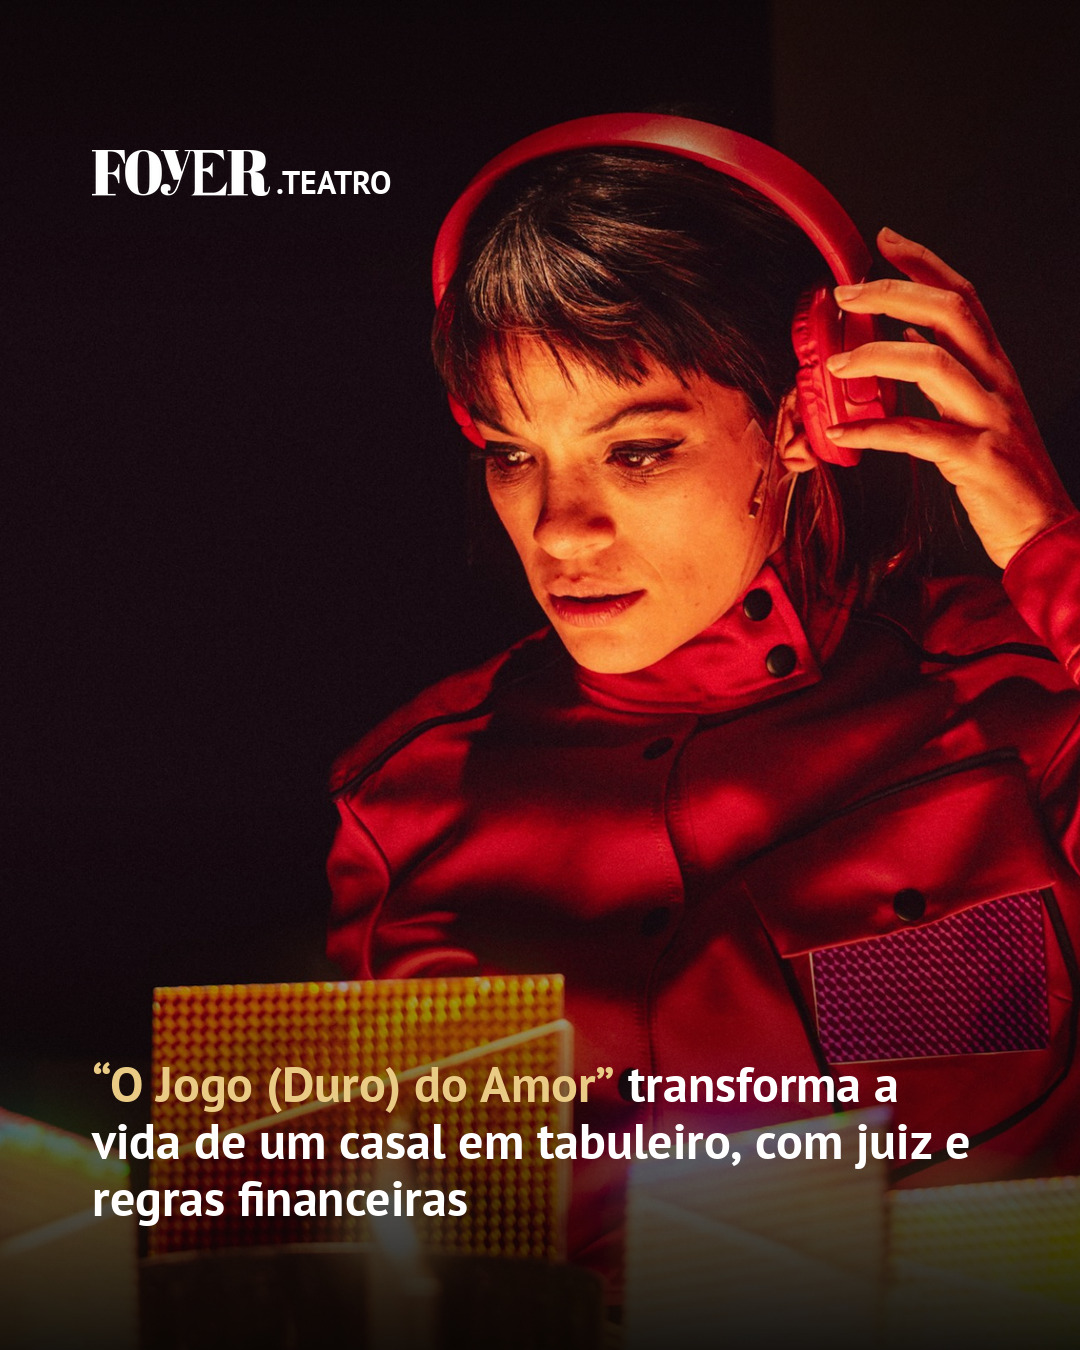 FOYER.TEATRO
“O Jogo (Duro) do Amor” transforma a
vida de um casal em tabuleiro, com juiz e
regras financeiras